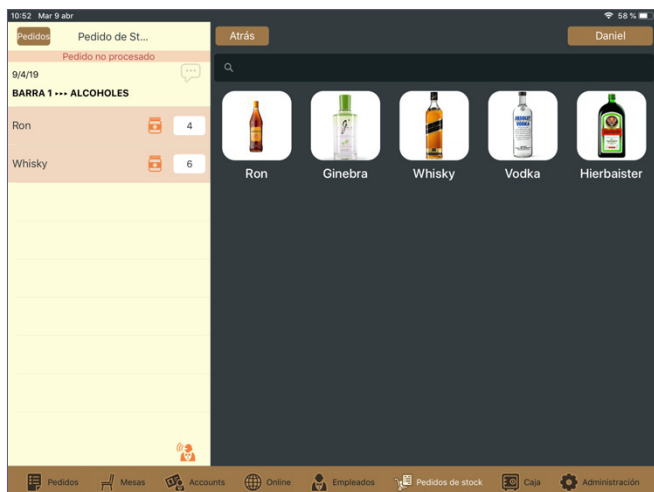 10:52 Mar 9 abr
58 %
Pedidos
Pedido de St...
Pedido no procesado
9/4/19
BARRA 1 ••• ALCOHOLES
Ron 4
Whisky 6
Atrás
Daniel
Ron
Ginebra
Whisky
Vodka
Hierbaister
ABSOLUT
VODKA
Pedidos
Mesas
Accounts
Online
Empleados
Pedidos de stock
Caja
Administración